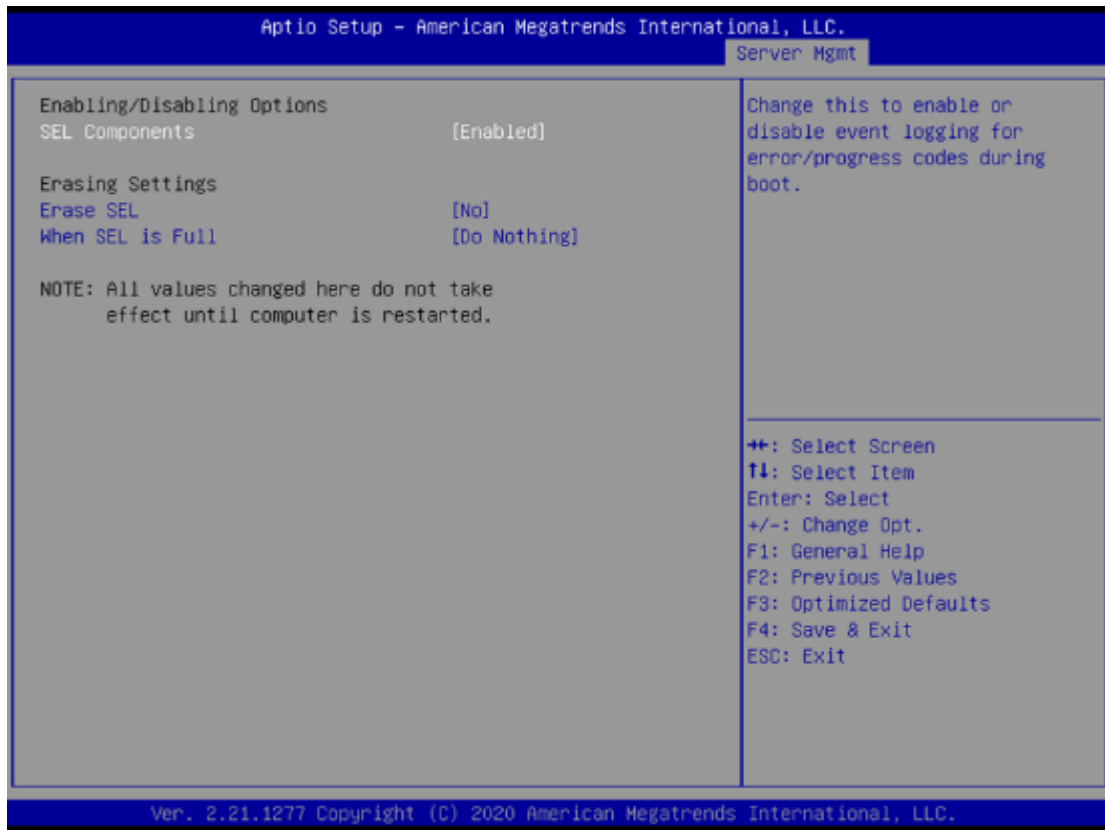 Aptio Setup – American Megatrends International, LLC.
Server Mgmt
Enabling/Disabling Options
SEL Components [Enabled]
Erasing Settings
Erase SEL [No]
When SEL is Full [Do Nothing]
NOTE: All values changed here do not take
effect until computer is restarted.
Change this to enable or
disable event logging for
error/progress codes during
boot.
→←: Select Screen
↑↓: Select Item
Enter: Select
+/-: Change Opt.
F1: General Help
F2: Previous Values
F3: Optimized Defaults
F4: Save & Exit
ESC: Exit
Ver. 2.21.1277 Copyright (C) 2020 American Megatrends International, LLC.